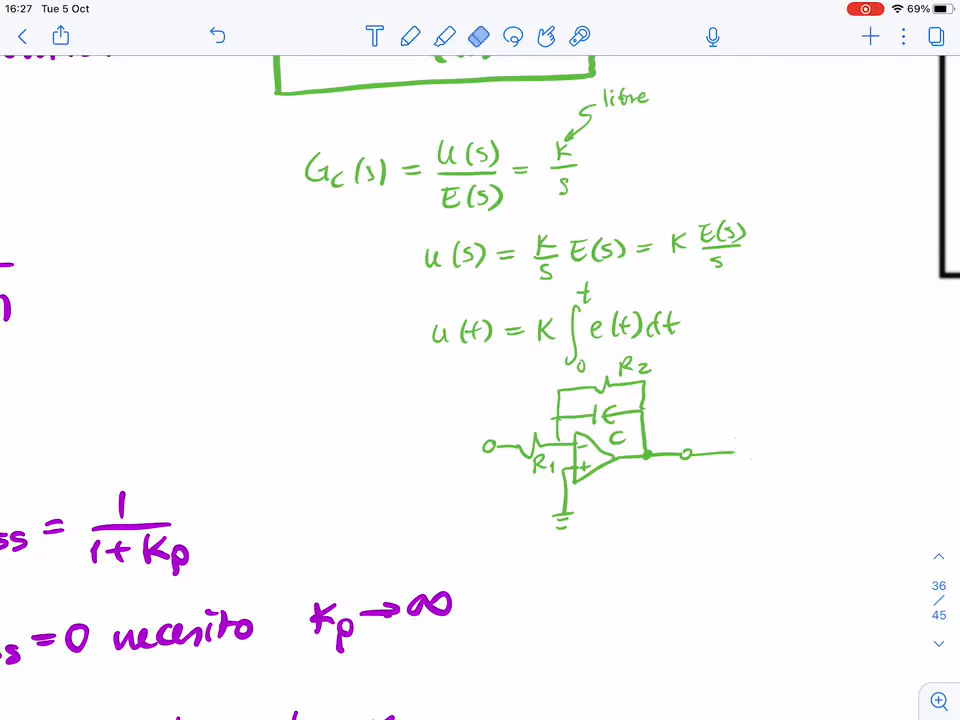 16:27 Tue 5 Oct 69%
litre
Gc(s) = U(s)/E(s) = K/s
u(s) = K/s E(s) = K E(s)/s
u(t) = K ∫₀ᵗ e(t)dt
R2
C
R1
-
+
ss = 1/(1+Kp)
s = 0 necesito Kp → ∞
36
/
45